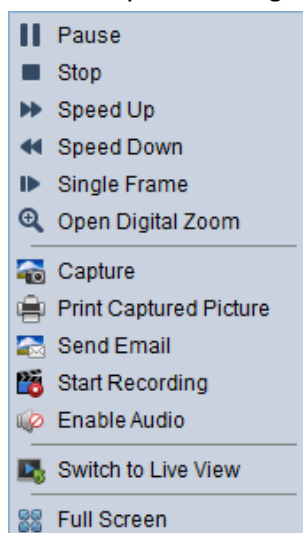 Pause
Stop
Speed Up
Speed Down
Single Frame
Open Digital Zoom
Capture
Print Captured Picture
Send Email
Start Recording
Enable Audio
Switch to Live View
Full Screen